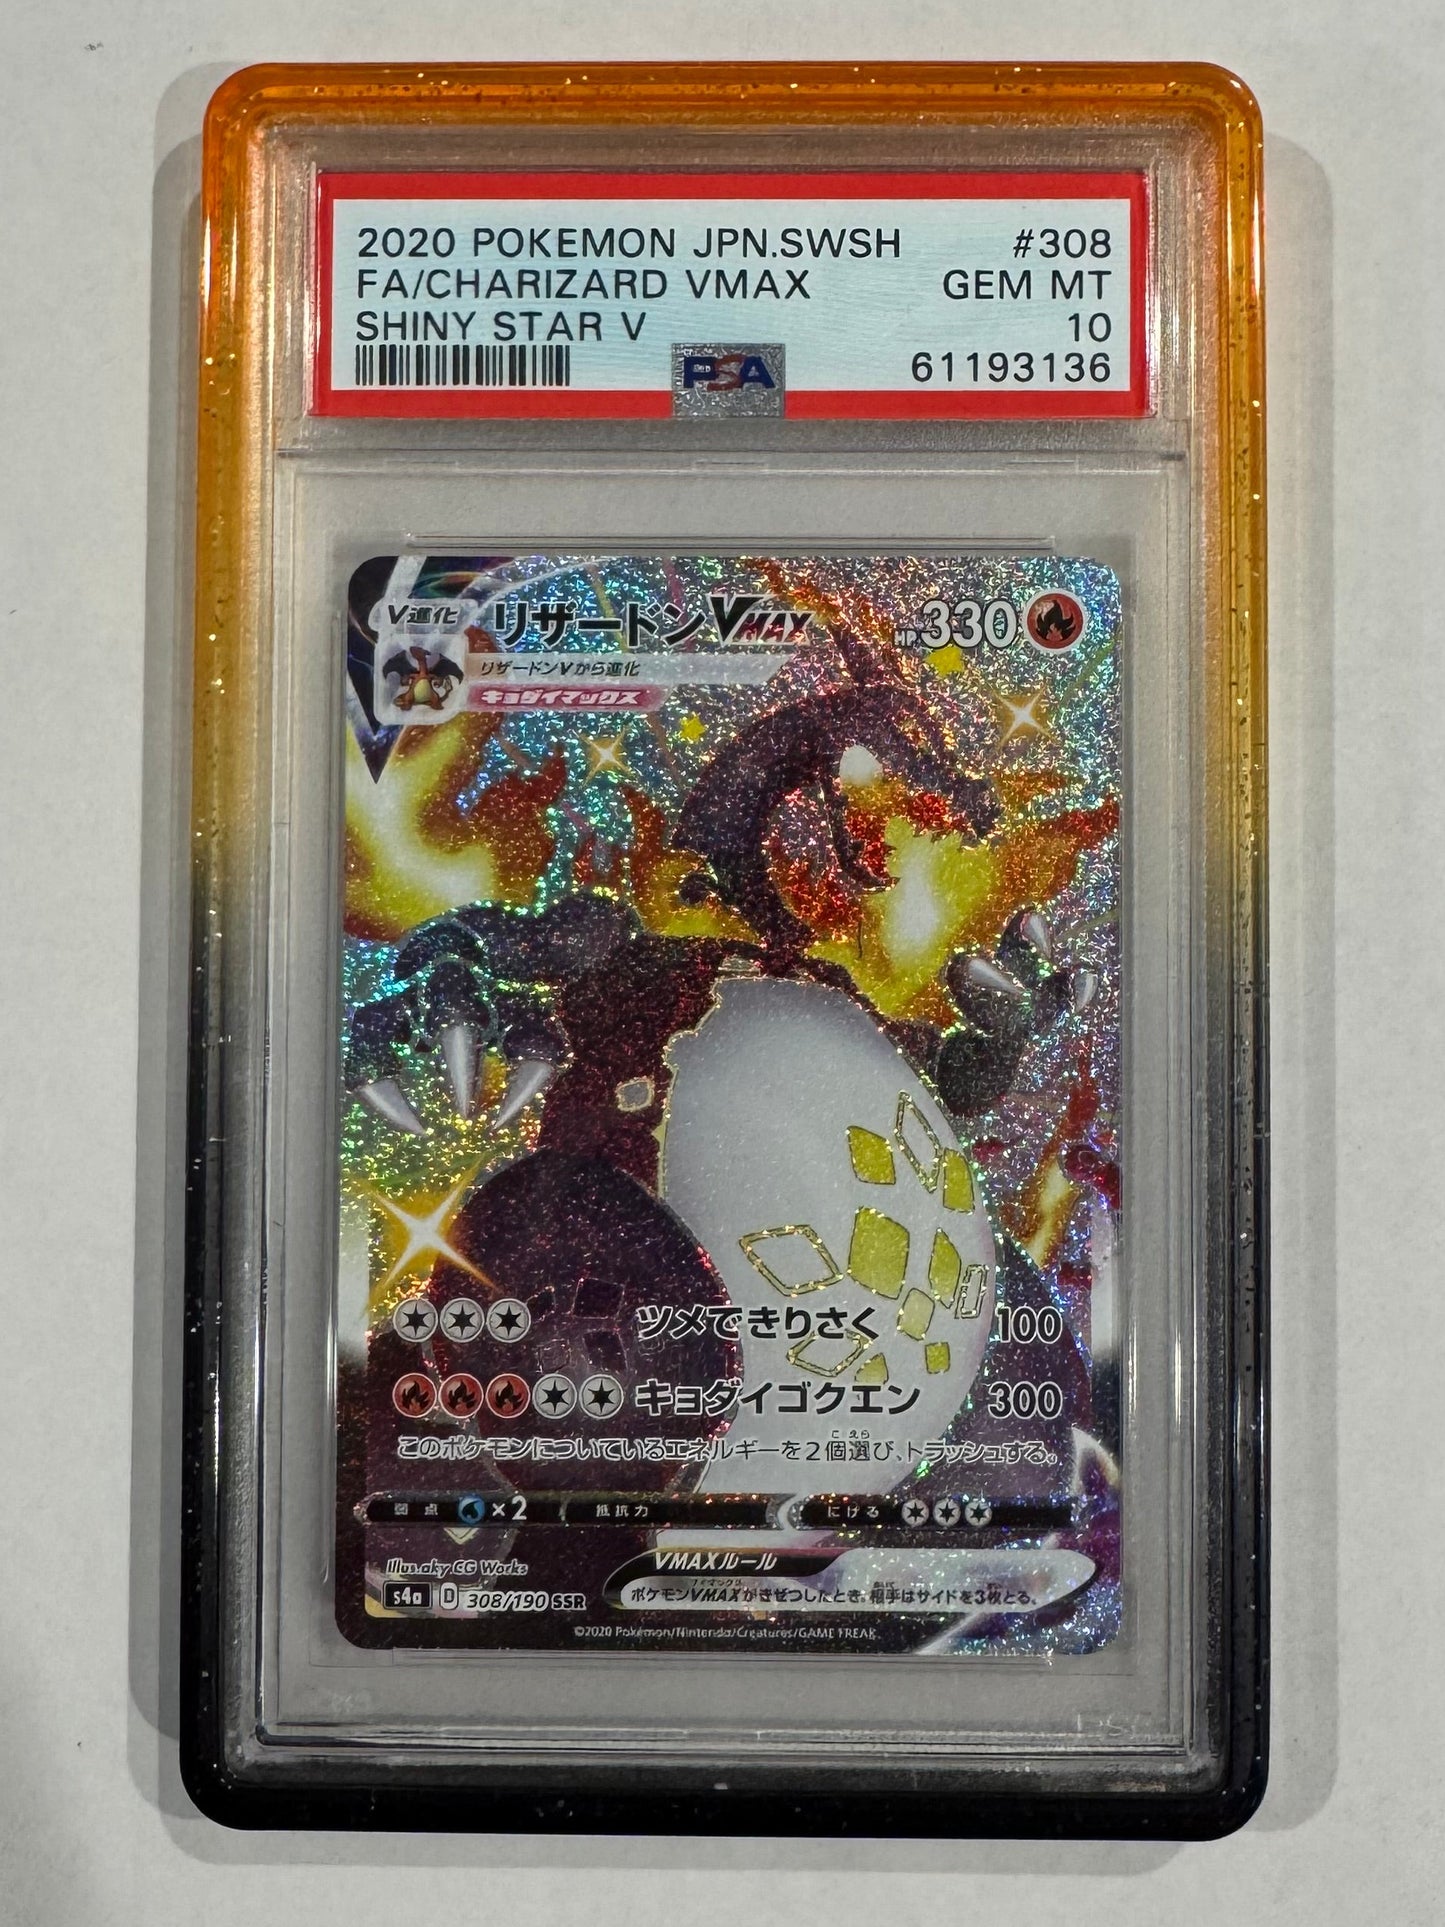 2020 POKEMON JPN.SWSH #308
FA/CHARIZARD VMAX GEM MT
SHINY STAR V 10
PSA 61193136
V進化 リザードンVMAX HP330
リザードンVから進化
キョダイマックス
ツメできりさく 100
キョダイゴクエン 300
このポケモンについているエネルギーを2個選び、トラッシュする。
弱点 ×2 抵抗力 にげる
Illus.aky CG Works
VMAXルール
ポケモンVMAXがきぜつしたとき、相手はサイドを3枚とる。
s4a D 308/190 SSR
©2020 Pokémon/Nintendo/Creatures/GAME FREAK